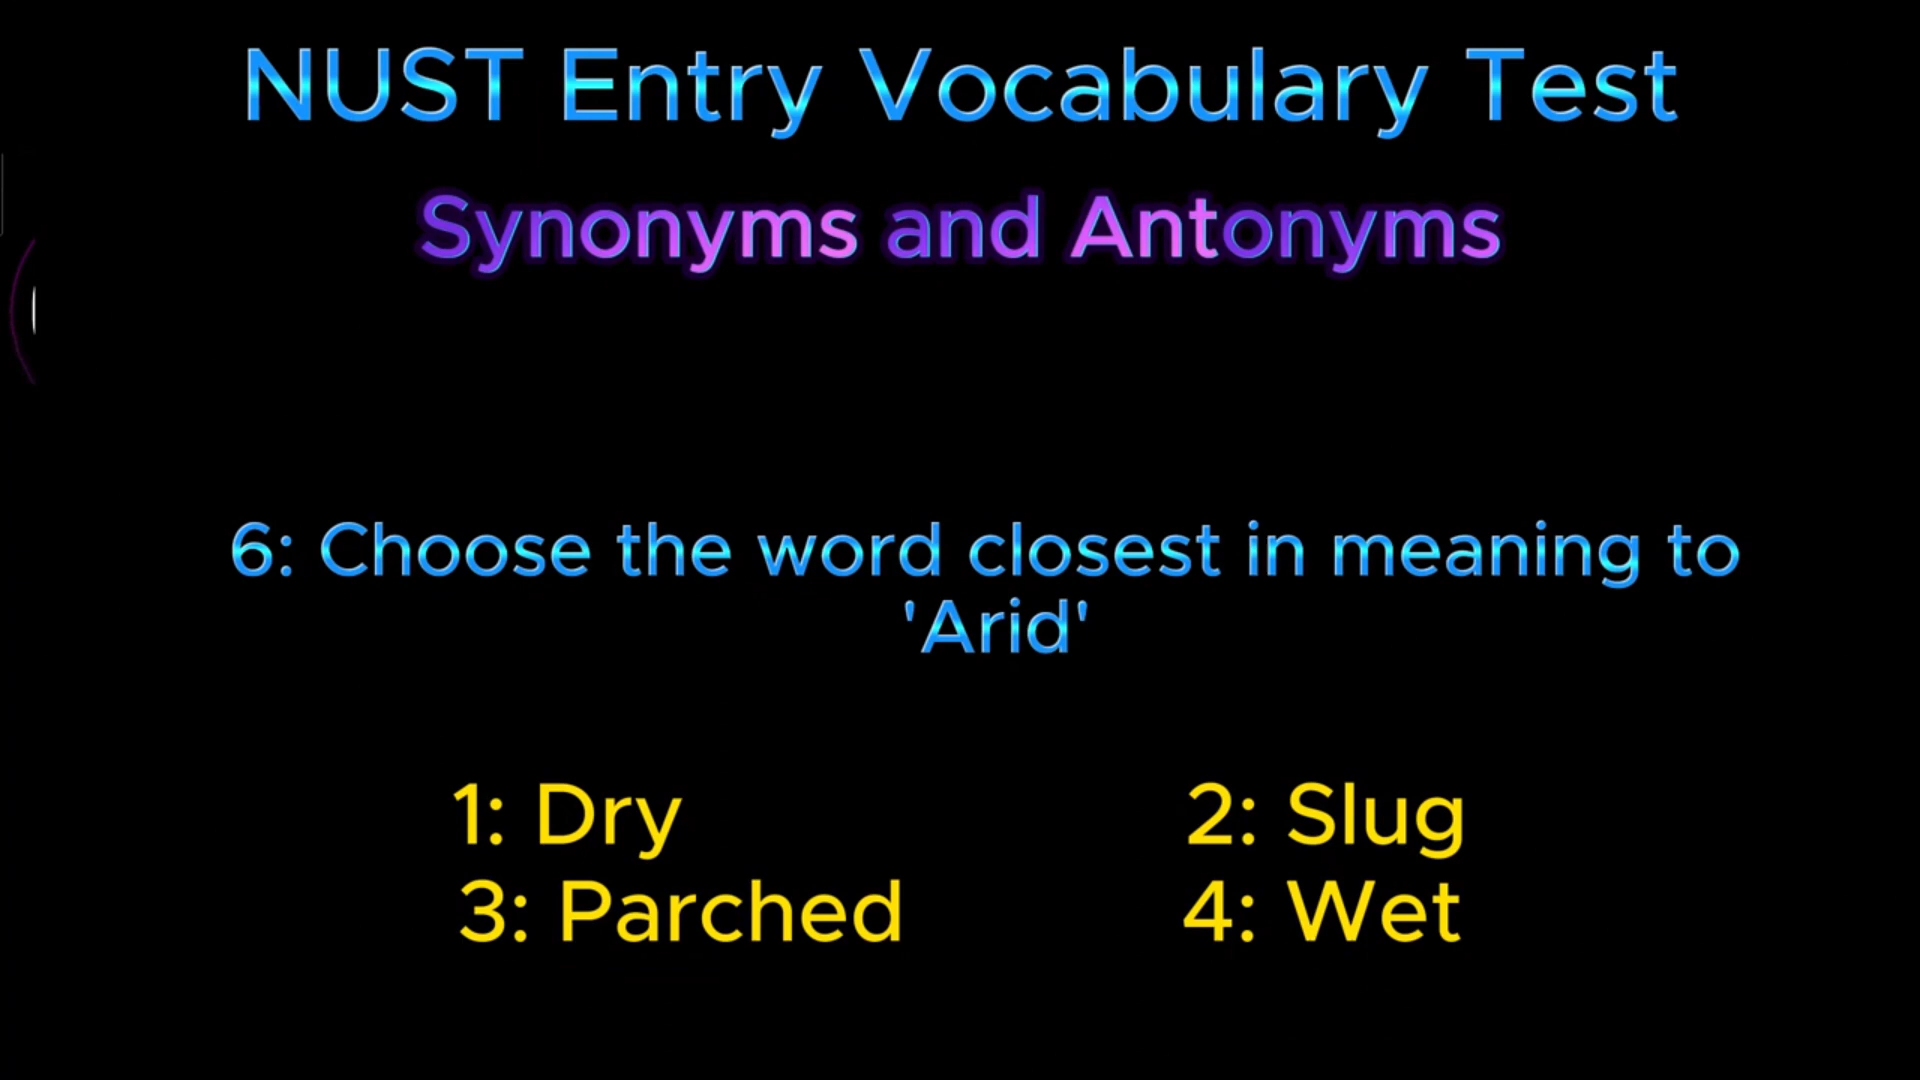 NUST Entry Vocabulary Test
Synonyms and Antonyms
6: Choose the word closest in meaning to
'Arid'
1: Dry
2: Slug
3: Parched
4: Wet